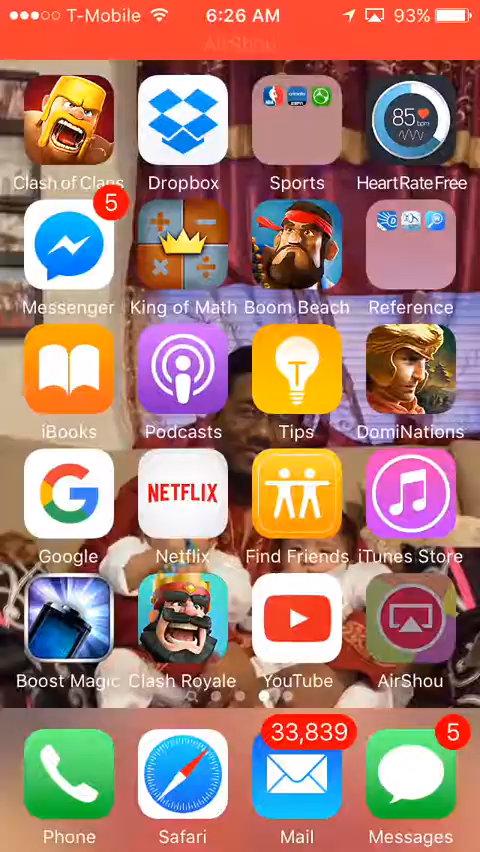 T-Mobile 6:26 AM 93%
AirShou
Clash of Clans Dropbox Sports HeartRateFree
85 bpm
5
Messenger King of Math Boom Beach Reference
iBooks Podcasts Tips DomiNations
NETFLIX
Google Netflix Find Friends iTunes Store
Boost Magic Clash Royale YouTube AirShou
33,839 5
Phone Safari Mail Messages